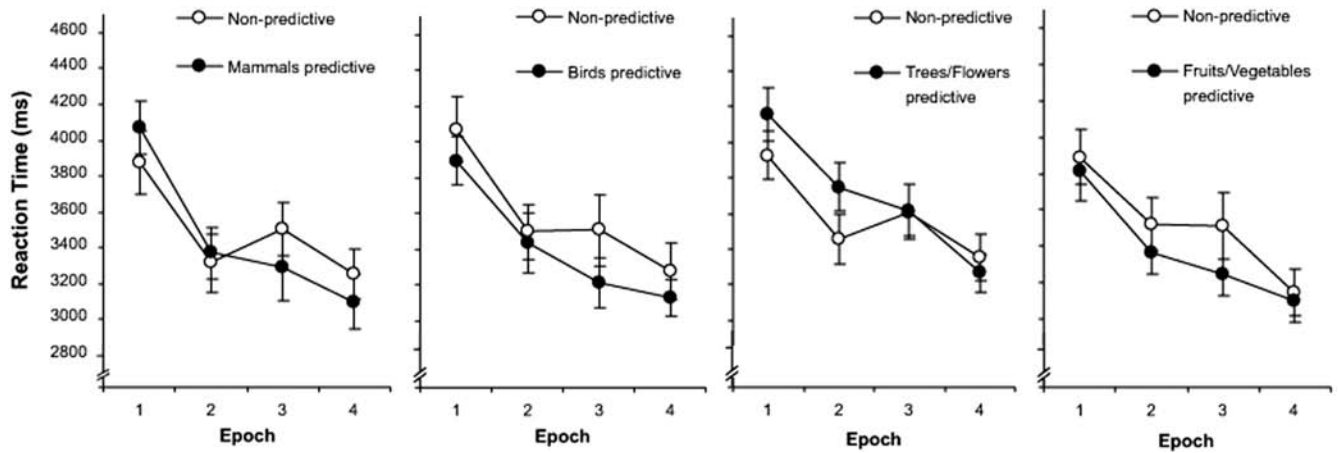 Reaction Time (ms)
4600
4400
4200
4000
3800
3600
3400
3200
3000
2800
Non-predictive
Mammals predictive
1 2 3 4
Epoch
Non-predictive
Birds predictive
1 2 3 4
Epoch
Non-predictive
Trees/Flowers
predictive
1 2 3 4
Epoch
Non-predictive
Fruits/Vegetables
predictive
1 2 3 4
Epoch